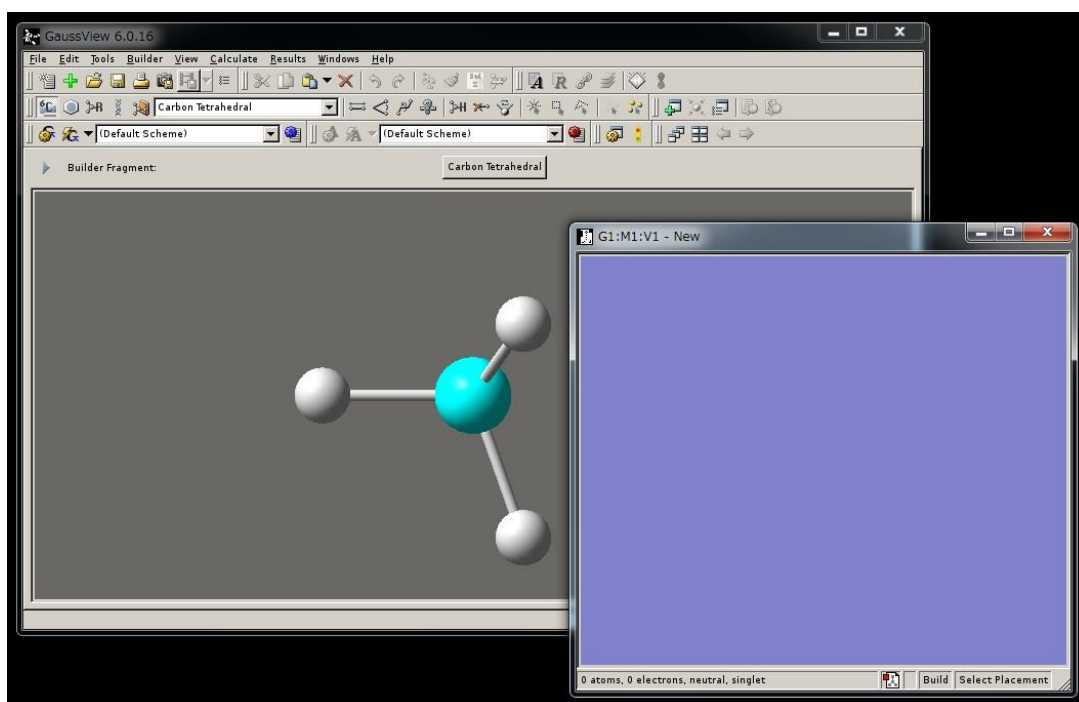 GaussView 6.0.16
File Edit Tools Builder View Calculate Results Windows Help
Carbon Tetrahedral
(Default Scheme)
(Default Scheme)
Builder Fragment:
Carbon Tetrahedral
G1:M1:V1 - New
0 atoms, 0 electrons, neutral, singlet
Build
Select Placement